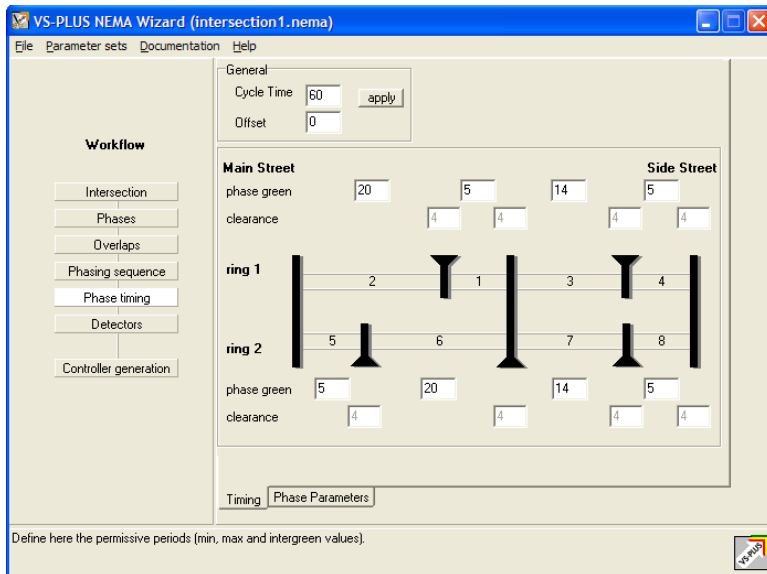 VS-PLUS NEMA Wizard (intersection1.nema)
File Parameter sets Documentation Help
General
Cycle Time 60 apply
Offset 0
Workflow
Intersection
Phases
Overlaps
Phasing sequence
Phase timing
Detectors
Controller generation
Main Street Side Street
phase green 20 5 14 5
clearance 4 4 4 4
ring 1 2 1 3 4
ring 2 5 6 7 8
phase green 5 20 14 5
clearance 4 4 4 4
Timing Phase Parameters
Define here the permissive periods (min, max and intergreen values).
VS-PLUS